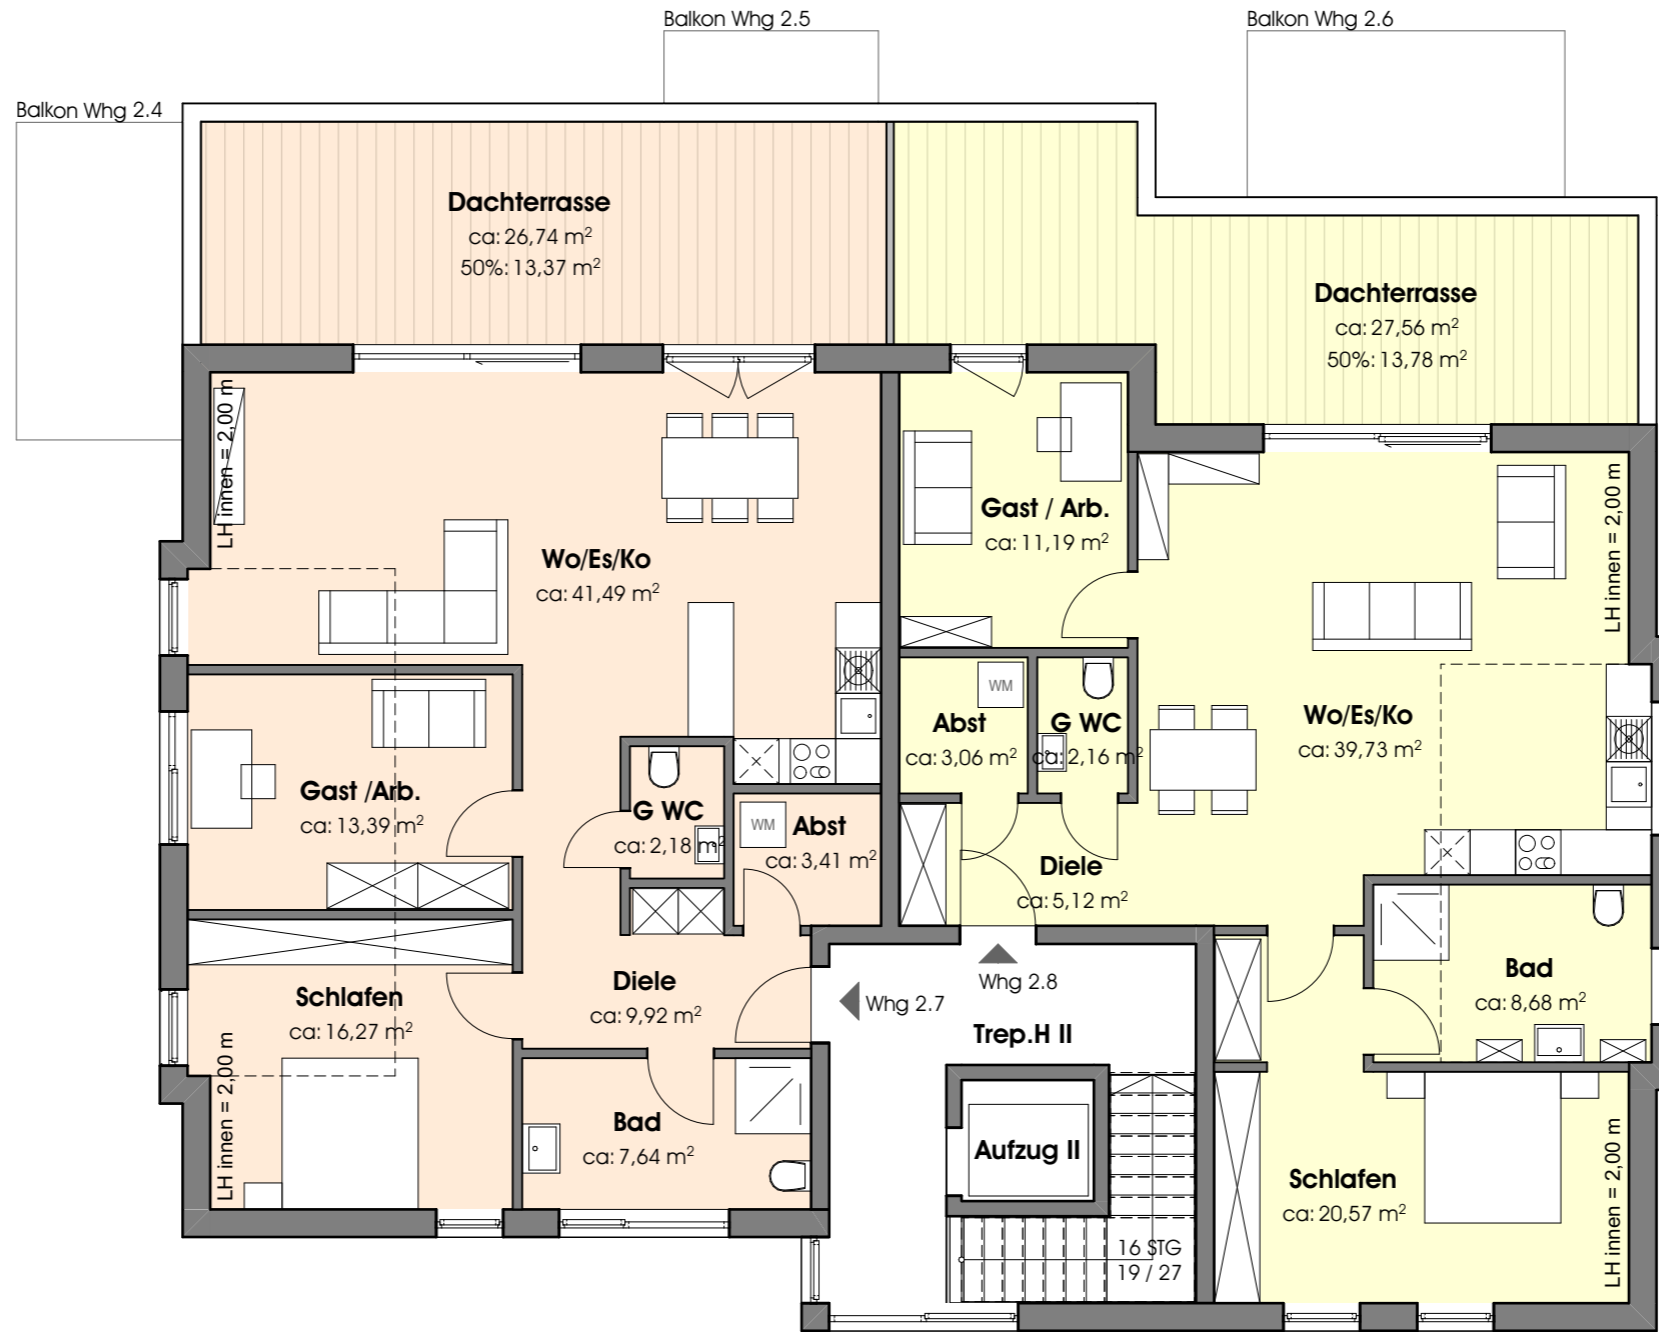 Balkon Whg 2.5
Balkon Whg 2.6
Balkon Whg 2.4
Dachterrasse
ca: 26,74 m²
50%: 13,37 m²
Dachterrasse
ca: 27,56 m²
50%: 13,78 m²
LH innen = 2,00 m
Wo/Es/Ko
ca: 41,49 m²
Gast / Arb.
ca: 11,19 m²
LH innen = 2,00 m
WM
Abst
ca: 3,06 m²
G WC
ca: 2,16 m²
Wo/Es/Ko
ca: 39,73 m²
Gast /Arb.
ca: 13,39 m²
G WC
ca: 2,18 m²
WM
Abst
ca: 3,41 m²
Diele
ca: 5,12 m²
Schlafen
ca: 16,27 m²
LH innen = 2,00 m
Diele
ca: 9,92 m²
Whg 2.7
Whg 2.8
Trep.H II
Bad
ca: 8,68 m²
Bad
ca: 7,64 m²
Aufzug II
16 STG
19 / 27
Schlafen
ca: 20,57 m²
LH innen = 2,00 m